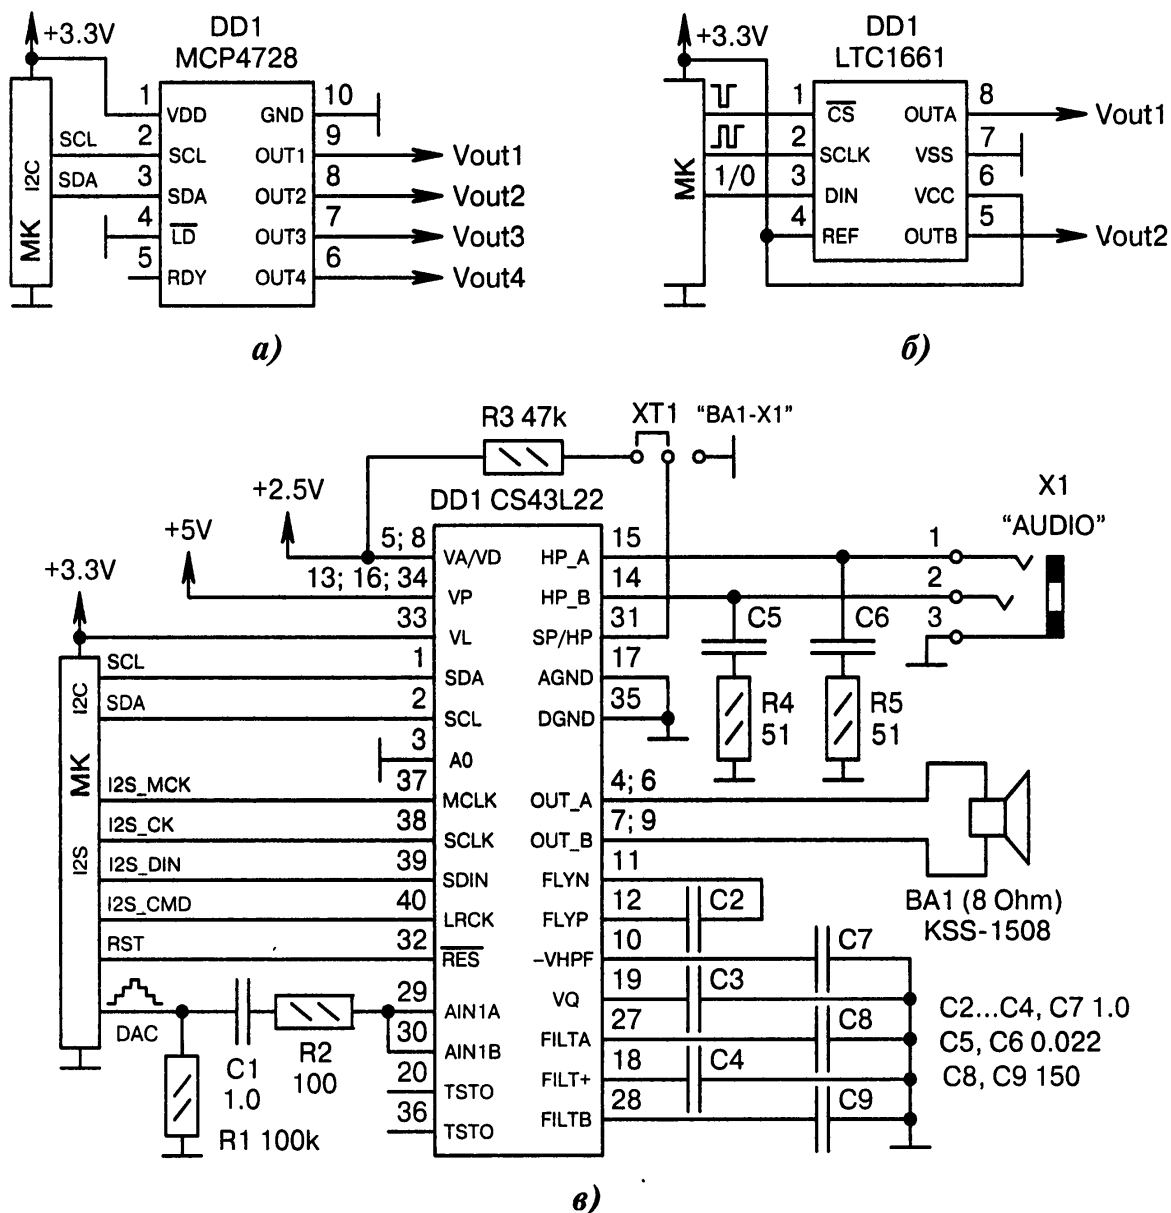 +3.3V
DD1
MCP4728
MK
I2C
SCL
SDA
1
2
3
4
5
VDD
SCL
SDA
LD
RDY
GND
OUT1
OUT2
OUT3
OUT4
10
9
8
7
6
Vout1
Vout2
Vout3
Vout4
а)
+3.3V
DD1
LTC1661
MK
1/0
1
2
3
4
CS
SCLK
DIN
REF
OUTA
VSS
VCC
OUTB
8
7
6
5
Vout1
Vout2
б)
R3 47k
XT1
"BA1-X1"
+2.5V
+5V
+3.3V
DD1 CS43L22
X1
"AUDIO"
5; 8
VA/VD
13; 16; 34
VP
33
VL
SCL
1
SDA
SDA
2
SCL
3
A0
I2S_MCK
37
MCLK
I2S_CK
38
SCLK
I2S_DIN
39
SDIN
I2S_CMD
40
LRCK
RST
32
RES
I2C
MK
I2S
DAC
29
AIN1A
30
AIN1B
20
TSTO
36
TSTO
C1
1.0
R2
100
R1 100k
HP_A
15
HP_B
14
SP/HP
31
AGND
17
DGND
35
OUT_A
4; 6
OUT_B
7; 9
FLYN
11
FLYP
12
-VHPF
10
VQ
19
FILTA
27
FILT+
18
FILTB
28
1
2
3
C5
C6
R4
51
R5
51
BA1 (8 Ohm)
KSS-1508
C2
C7
C3
C8
C4
C9
C2...C4, C7 1.0
C5, C6 0.022
C8, C9 150
в)